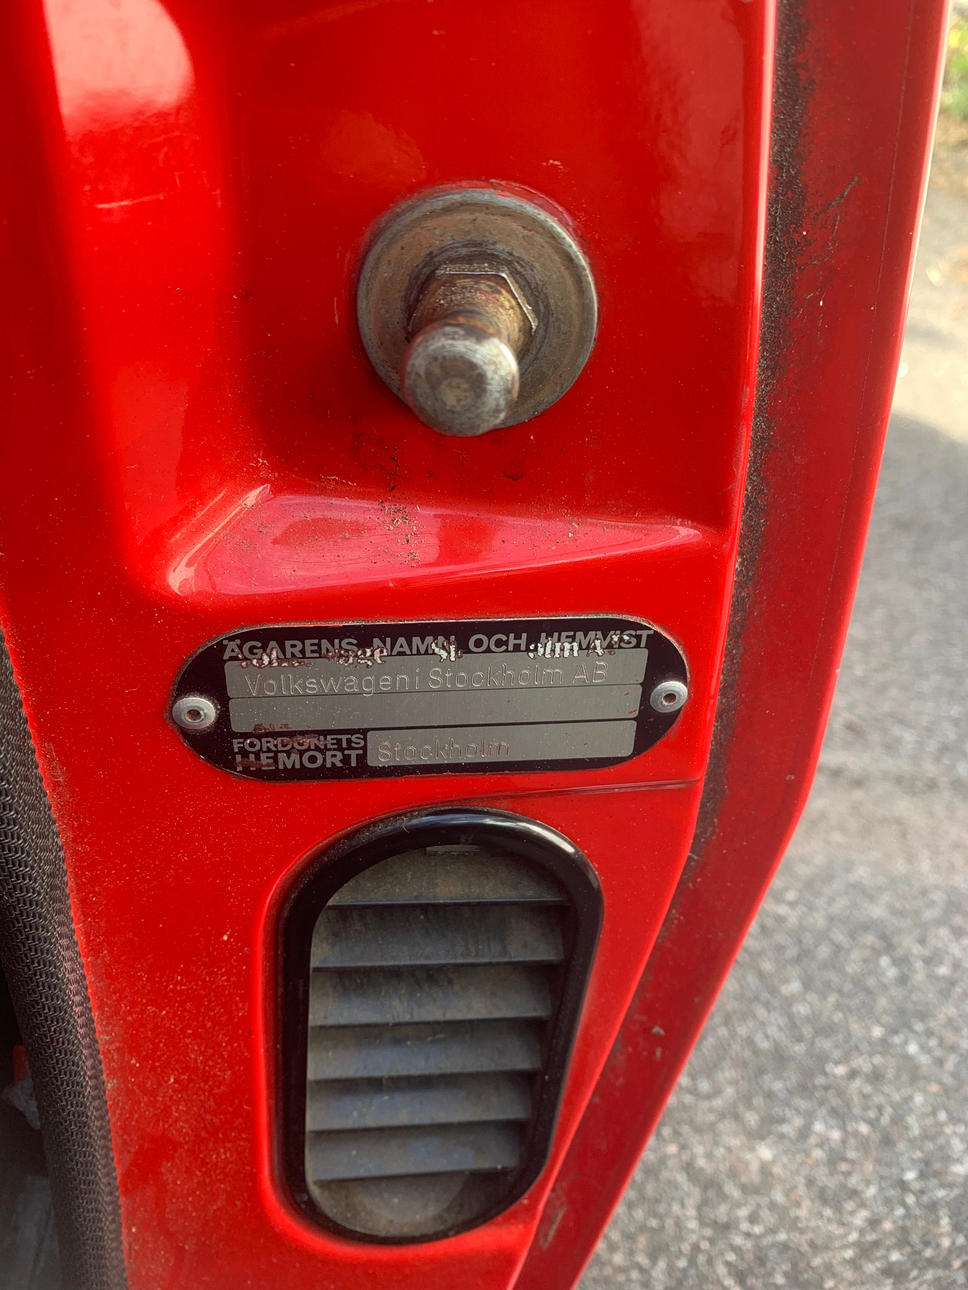 ÄGARENS NAMN OCH HEMVIST
Volkswagen i Stockholm AB
FORDONETS
HEMORT
Stockholm